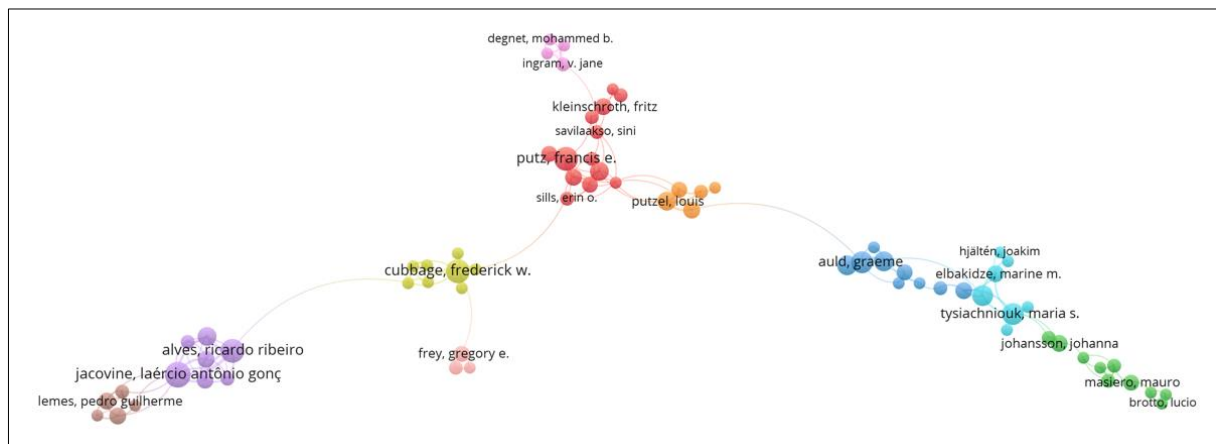 degnet, mohammed b.
ingram, v. jane
kleinschroth, fritz
savilaakso, sini
putz, francis e.
sills, erin o.
putzel, louis
cubbage, frederick w.
auld, graeme
hjältén, joakim
elbakidze, marine m.
tysiachniouk, maria s.
johansson, johanna
masiero, mauro
brotto, lucio
frey, gregory e.
alves, ricardo ribeiro
jacovine, laércio antônio gonç
lemes, pedro guilherme